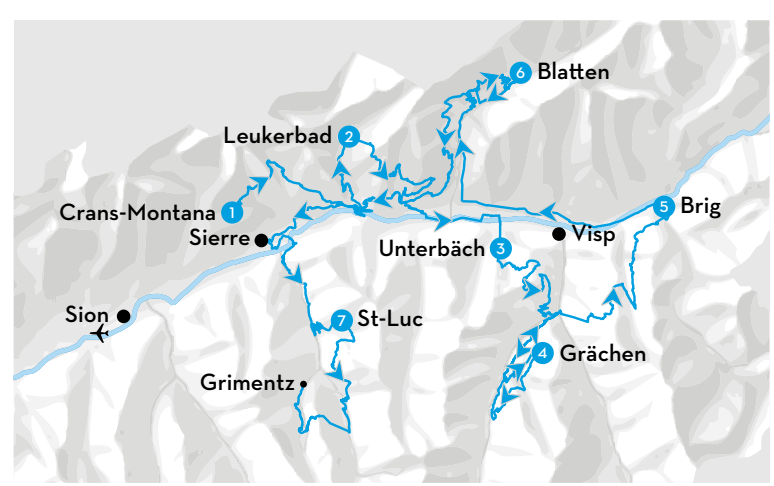 6 Blatten
Leukerbad 2
Crans-Montana 1
5 Brig
Sierre
Visp
Unterbäch 3
Sion
7 St-Luc
4 Grächen
Grimentz